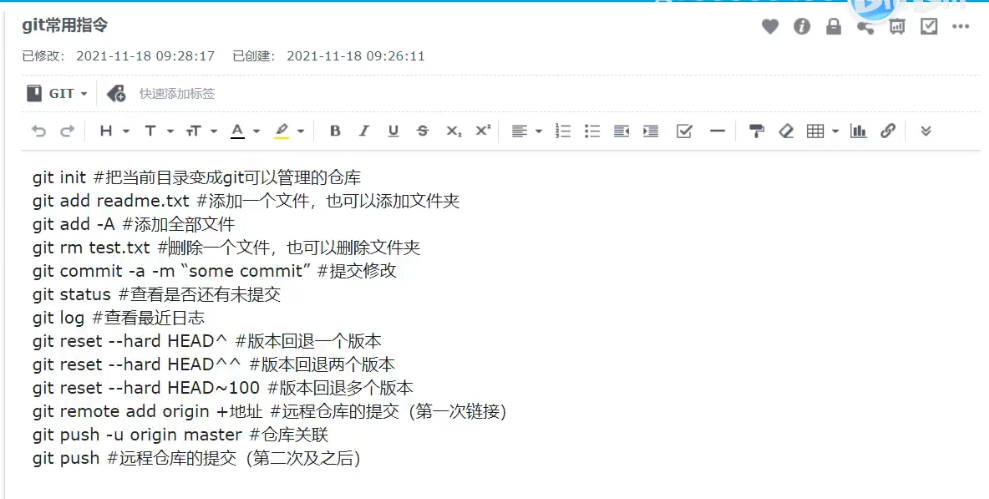 git常用指令
已修改： 2021-11-18 09:28:17 已创建： 2021-11-18 09:26:11
GIT 快速添加标签
H T тT A B I U S X₁ X²
git init #把当前目录变成git可以管理的仓库
git add readme.txt #添加一个文件，也可以添加文件夹
git add -A #添加全部文件
git rm test.txt #删除一个文件，也可以删除文件夹
git commit -a -m “some commit” #提交修改
git status #查看是否还有未提交
git log #查看最近日志
git reset --hard HEAD^ #版本回退一个版本
git reset --hard HEAD^^ #版本回退两个版本
git reset --hard HEAD~100 #版本回退多个版本
git remote add origin +地址 #远程仓库的提交（第一次链接）
git push -u origin master #仓库关联
git push #远程仓库的提交（第二次及之后）